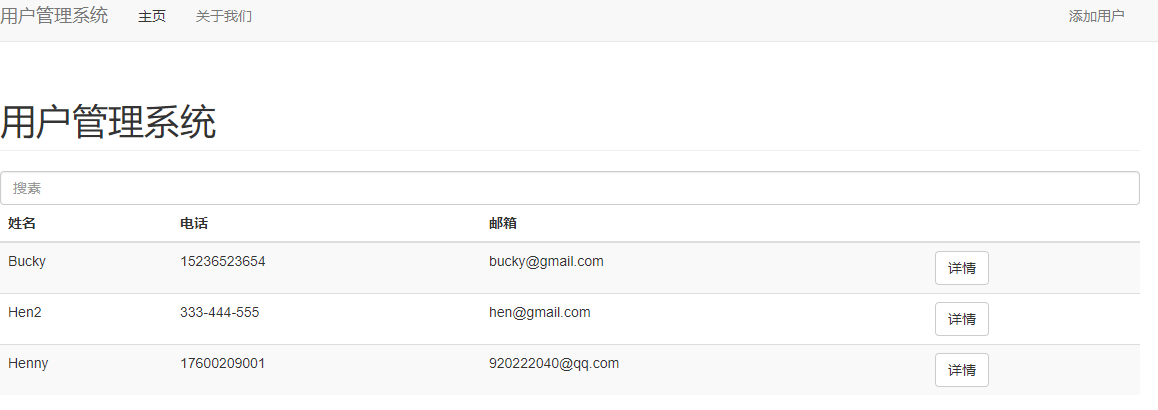 用户管理系统 主页 关于我们 添加用户
用户管理系统
搜素
姓名 电话 邮箱
Bucky 15236523654 bucky@gmail.com 详情
Hen2 333-444-555 hen@gmail.com 详情
Henny 17600209001 920222040@qq.com 详情